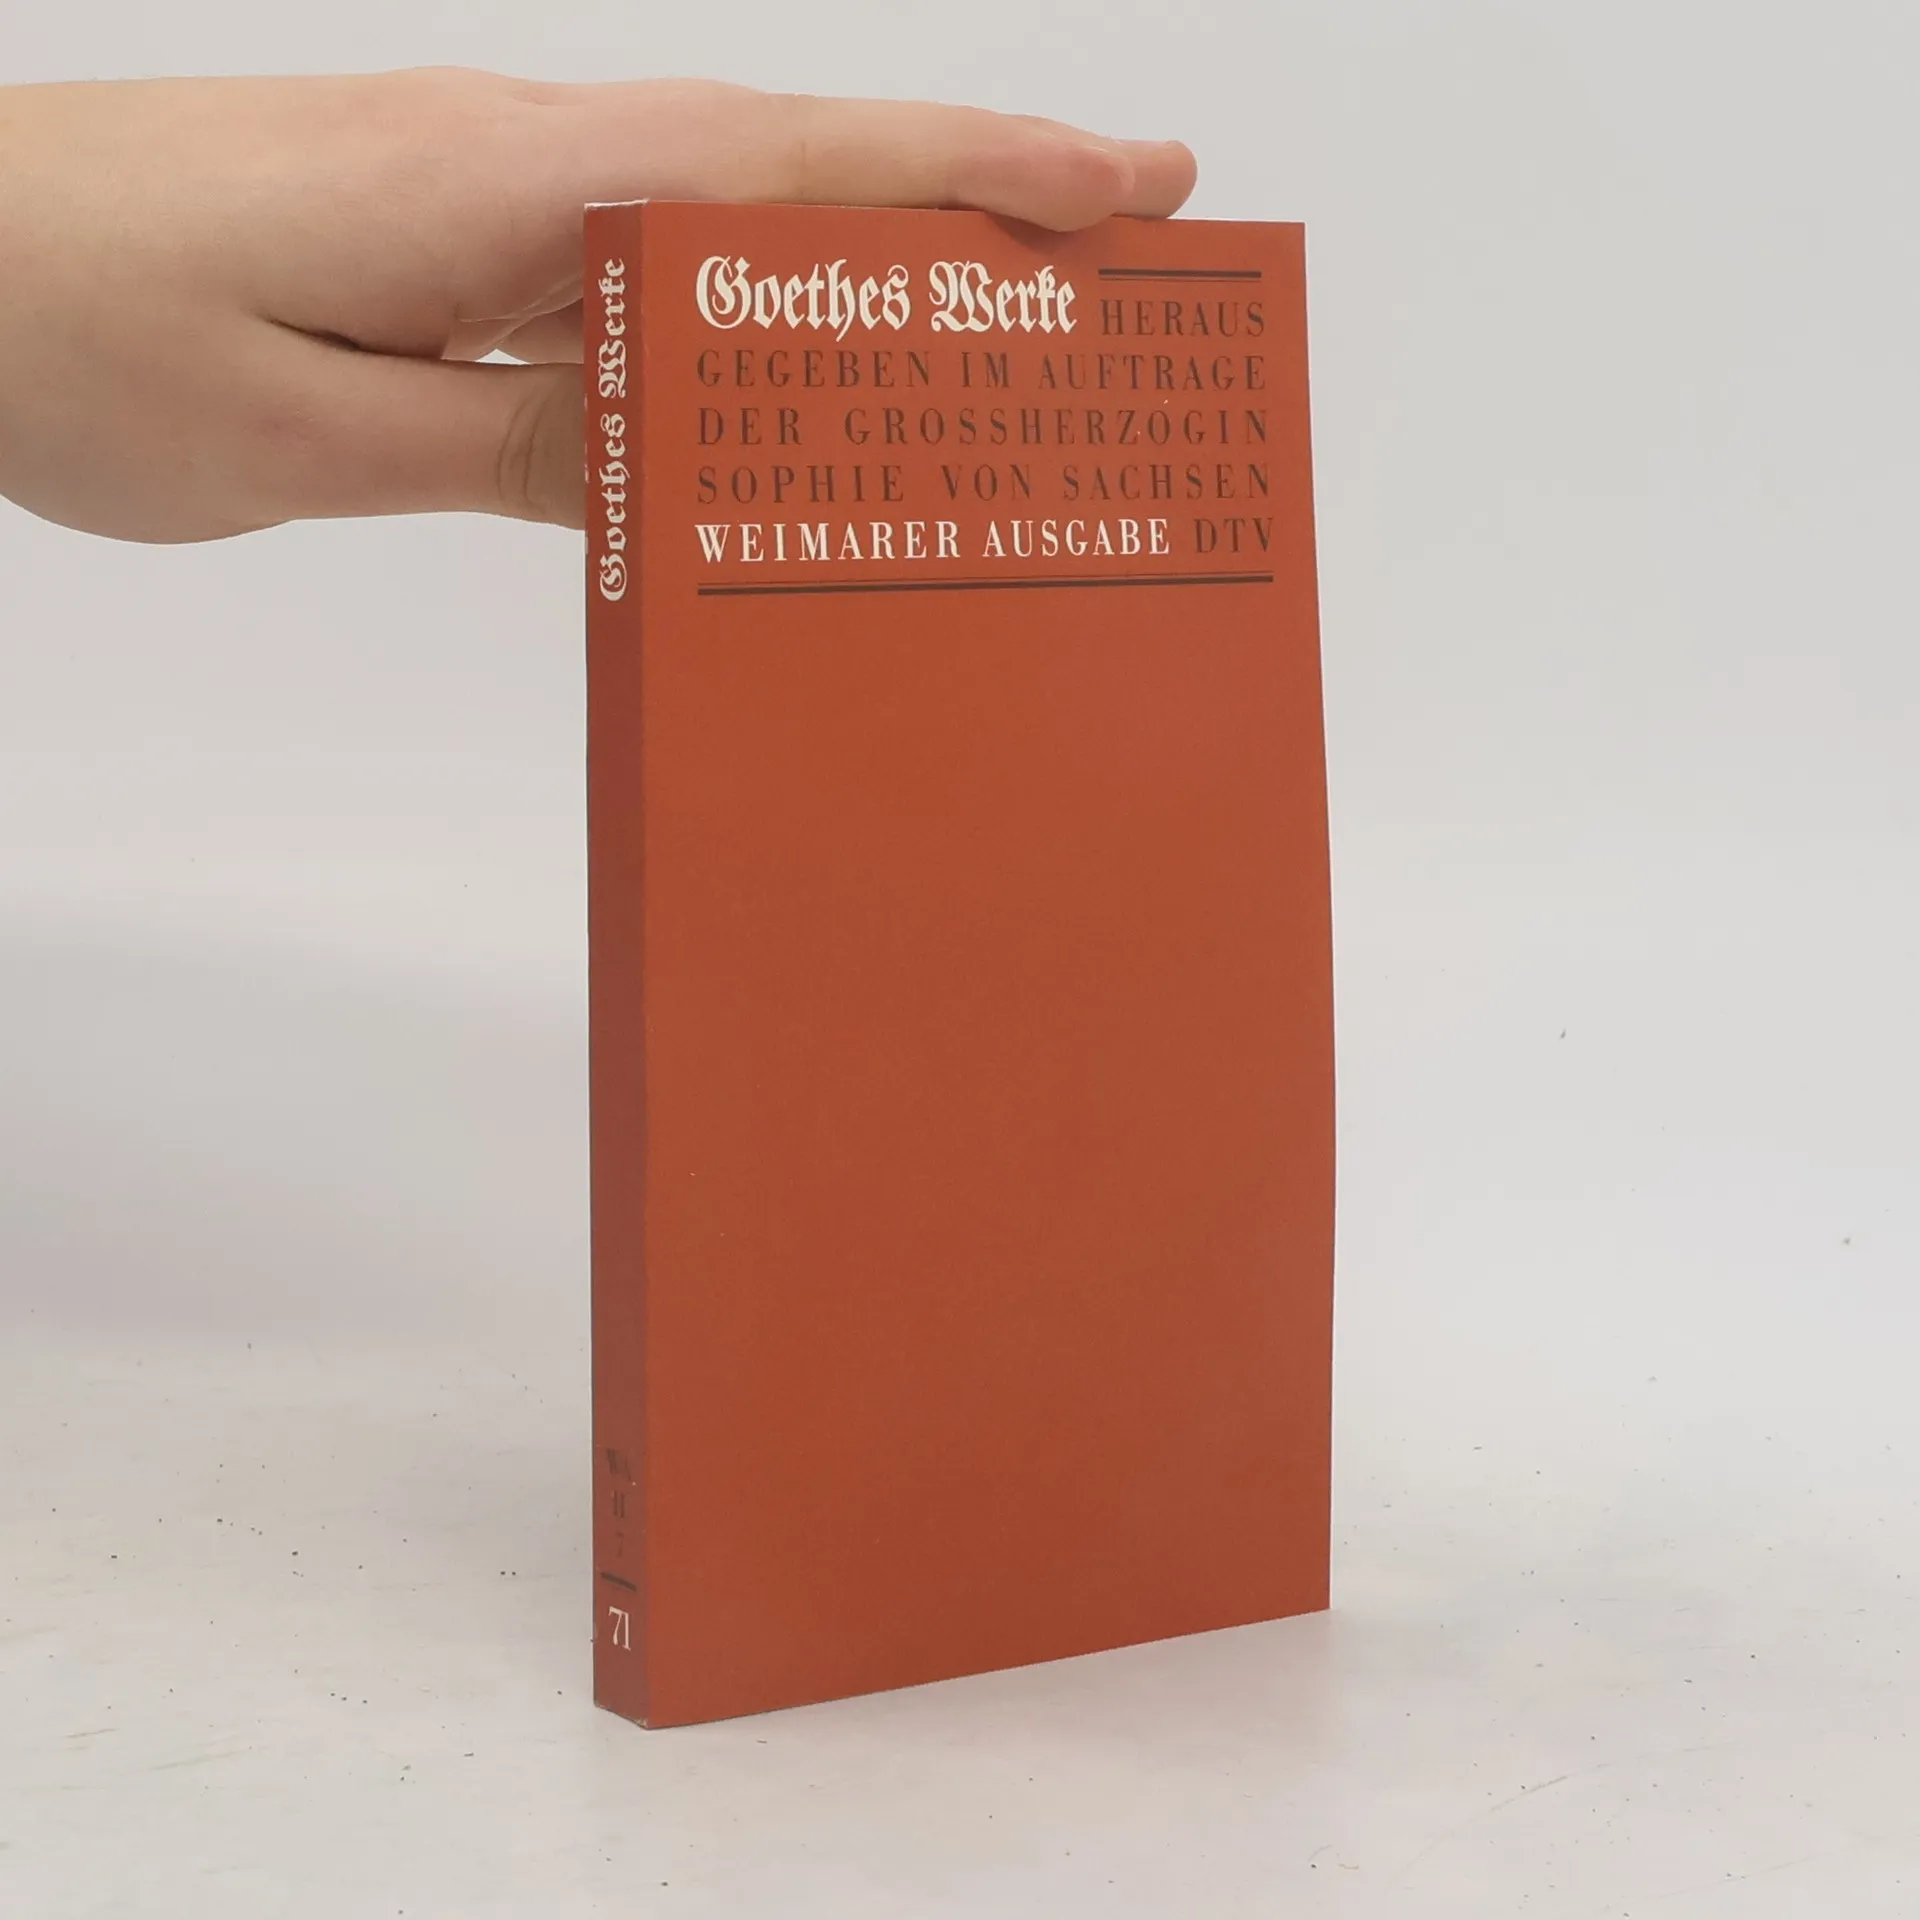 Goethes Werke HERAUS
GEGEBEN IM AUFTRAGE
DER GROSSHERZOGIN
SOPHIE VON SACHSEN
WEIMARER AUSGABE DTV
Goethes Werke
WA
II
7
71